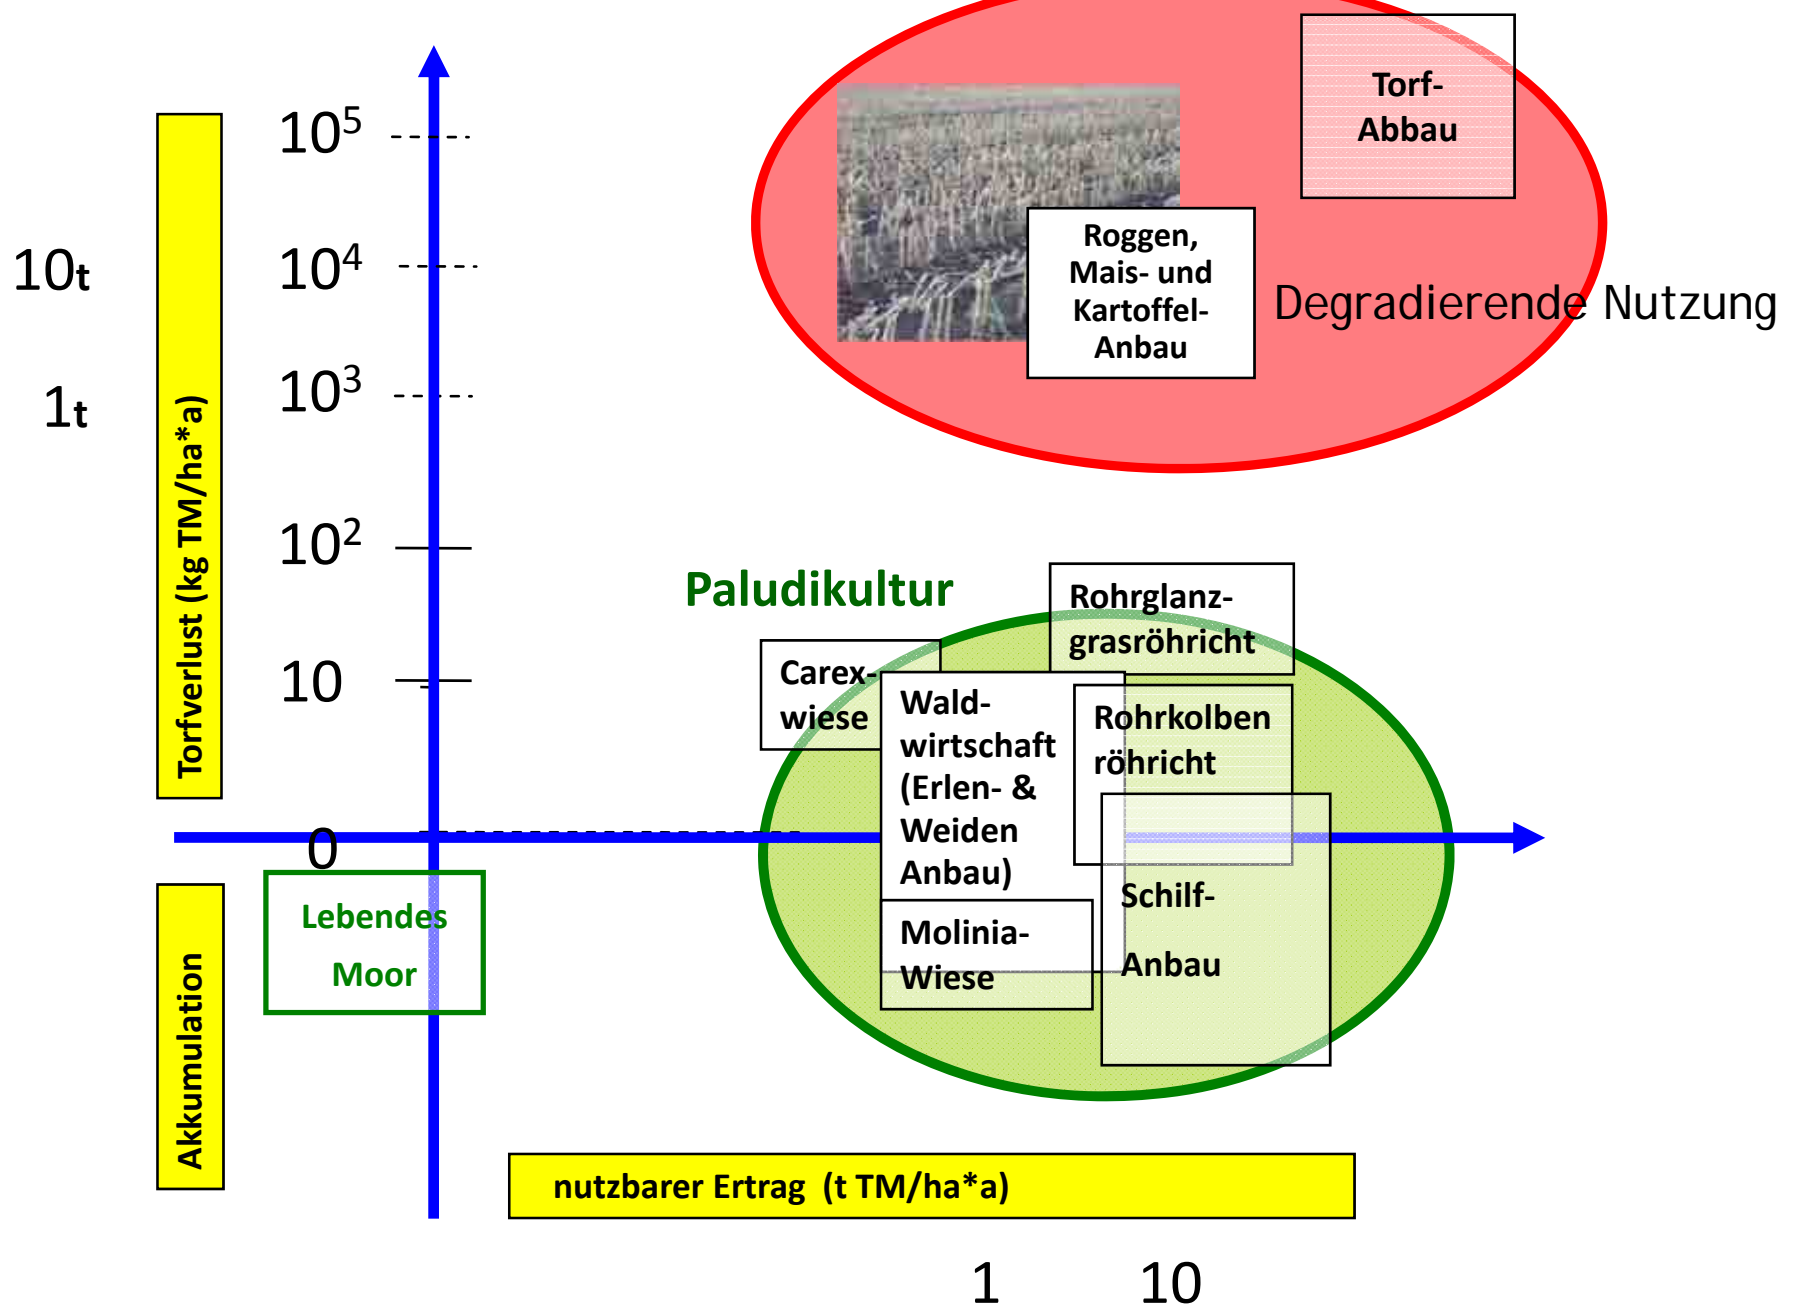 10⁵
10⁴
10³
10²
10
0
10t
1t
Torfverlust (kg TM/ha*a)
Akkumulation
Torf-
Abbau
Roggen,
Mais- und
Kartoffel-
Anbau
Degradierende Nutzung
Paludikultur
Carex-
wiese
Wald-
wirtschaft
(Erlen- &
Weiden
Anbau)
Molinia-
Wiese
Rohrglanz-
grasröhricht
Rohrkolben
röhricht
Schilf-
Anbau
Lebendes
Moor
nutzbarer Ertrag (t TM/ha*a)
1 10